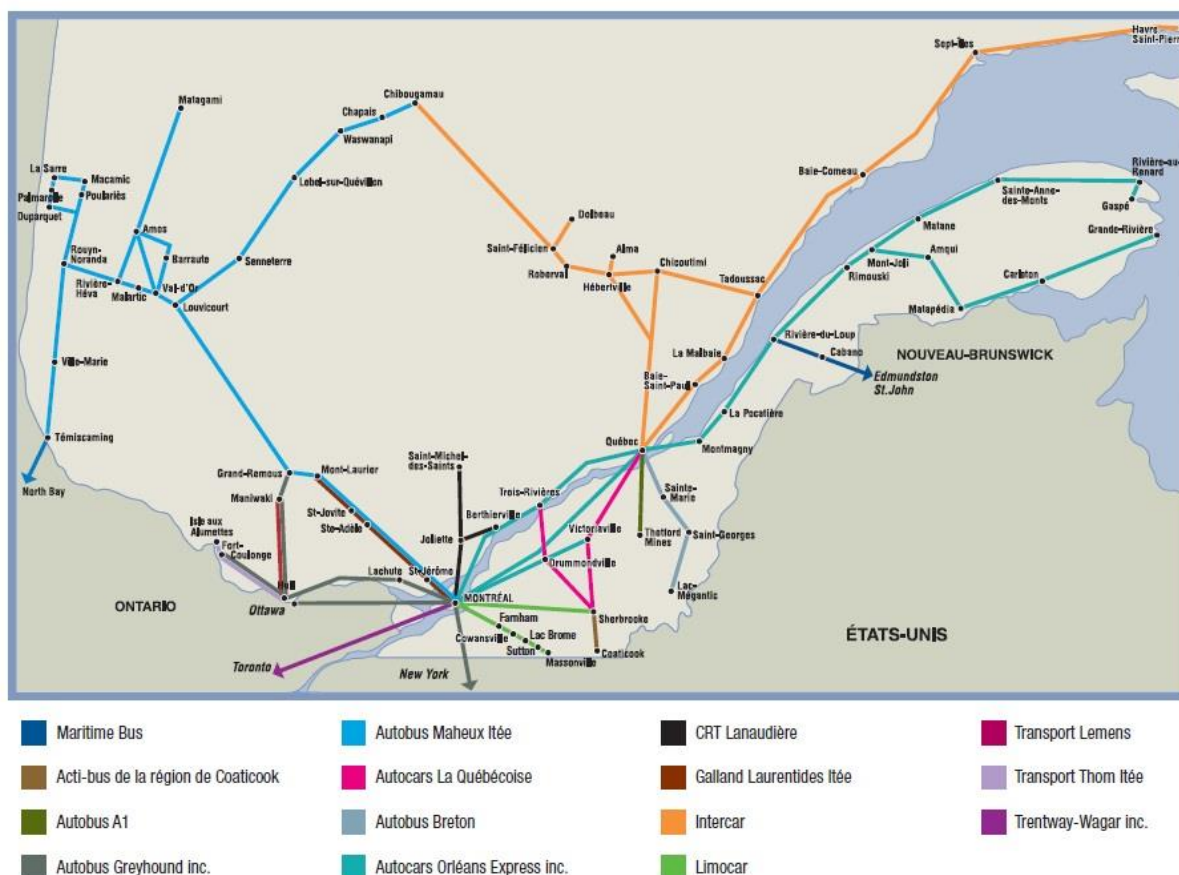 Havre
Saint-Pierr
Sept-Îles
Matagami
Chibougamau
Chapais
Waswanapi
La Sarre
Macamic
Lebel-sur-Quévillon
Palmarolle
Poulariès
Duparquet
Baie-Comeau
Rivière-au-
Renard
Sainte-Anne-
des-Monts
Gaspé
Dolbeau
Matane
Grande-Rivière
Amos
Saint-Félicien
Alma
Rouyn-
Noranda
Barraute
Senneterre
Roberval
Chicoutimi
Tadoussac
Mont-Joli
Amqui
Rimouski
Carleton
Hébertville
Rivière-
Héva
Malartic
Val-d'Or
Louvicourt
Matapédia
Rivière-du-Loup
La Malbaie
Cabano
NOUVEAU-BRUNSWICK
Ville-Marie
Baie-
Saint-Paul
Edmundston
St.John
La Pocatière
Témiscaming
Québec
Montmagny
Saint-Michel-
des-Saints
Grand-Remous
Mont-Laurier
North Bay
Maniwaki
Trois-Rivières
Sainte-
Marie
St-Jovite
Berthierville
Isle aux
Alumettes
Ste-Adèle
Victoriaville
Thetford
Mines
Saint-Georges
Fort-
Coulonge
Joliette
Drummondville
Lachute
St-Jérôme
Hull
Lac-
Mégantic
ONTARIO
Ottawa
MONTRÉAL
Sherbrooke
Farnham
Cowansville
Lac Brome
Sutton
Massonville
Coaticook
ÉTATS-UNIS
Toronto
New York
Maritime Bus
Autobus Maheux ltée
CRT Lanaudière
Transport Lemens
Acti-bus de la région de Coaticook
Autocars La Québécoise
Galland Laurentides ltée
Transport Thom ltée
Autobus A1
Autobus Breton
Intercar
Trentway-Wagar inc.
Autobus Greyhound inc.
Autocars Orléans Express inc.
Limocar